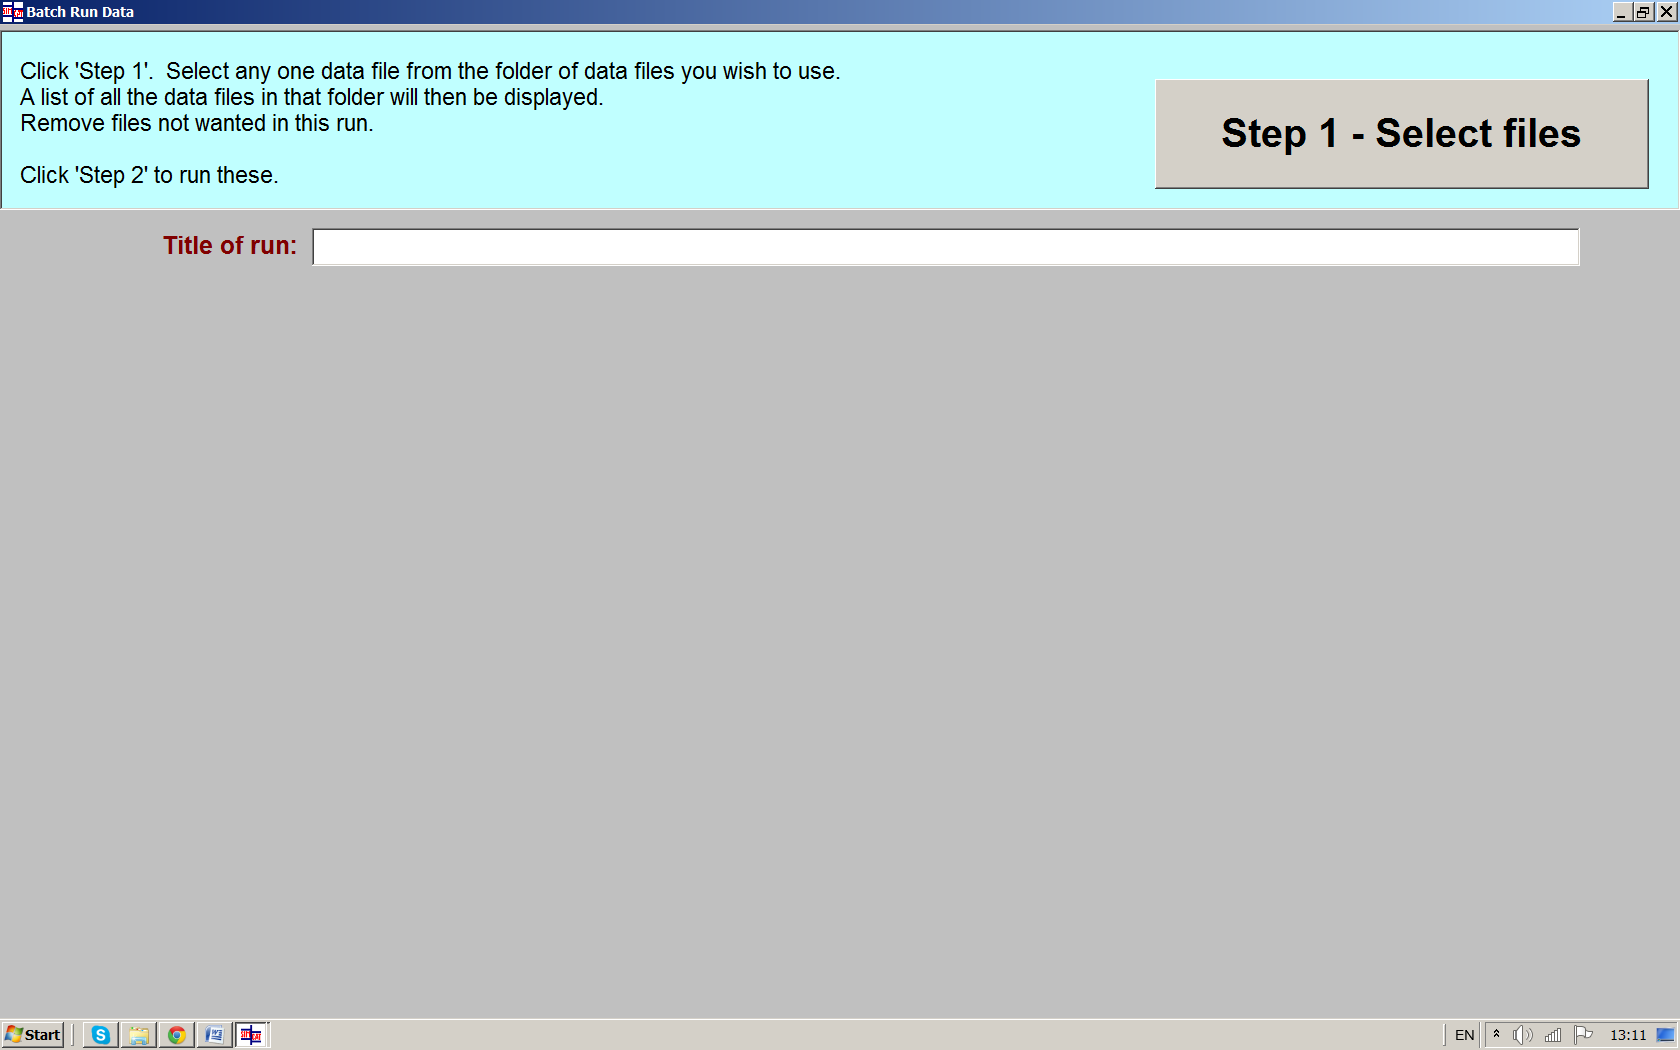 Batch Run Data
Click 'Step 1'.  Select any one data file from the folder of data files you wish to use.
A list of all the data files in that folder will then be displayed.
Remove files not wanted in this run.
Click 'Step 2' to run these.
Step 1 - Select files
Title of run:
Start
EN
13:11